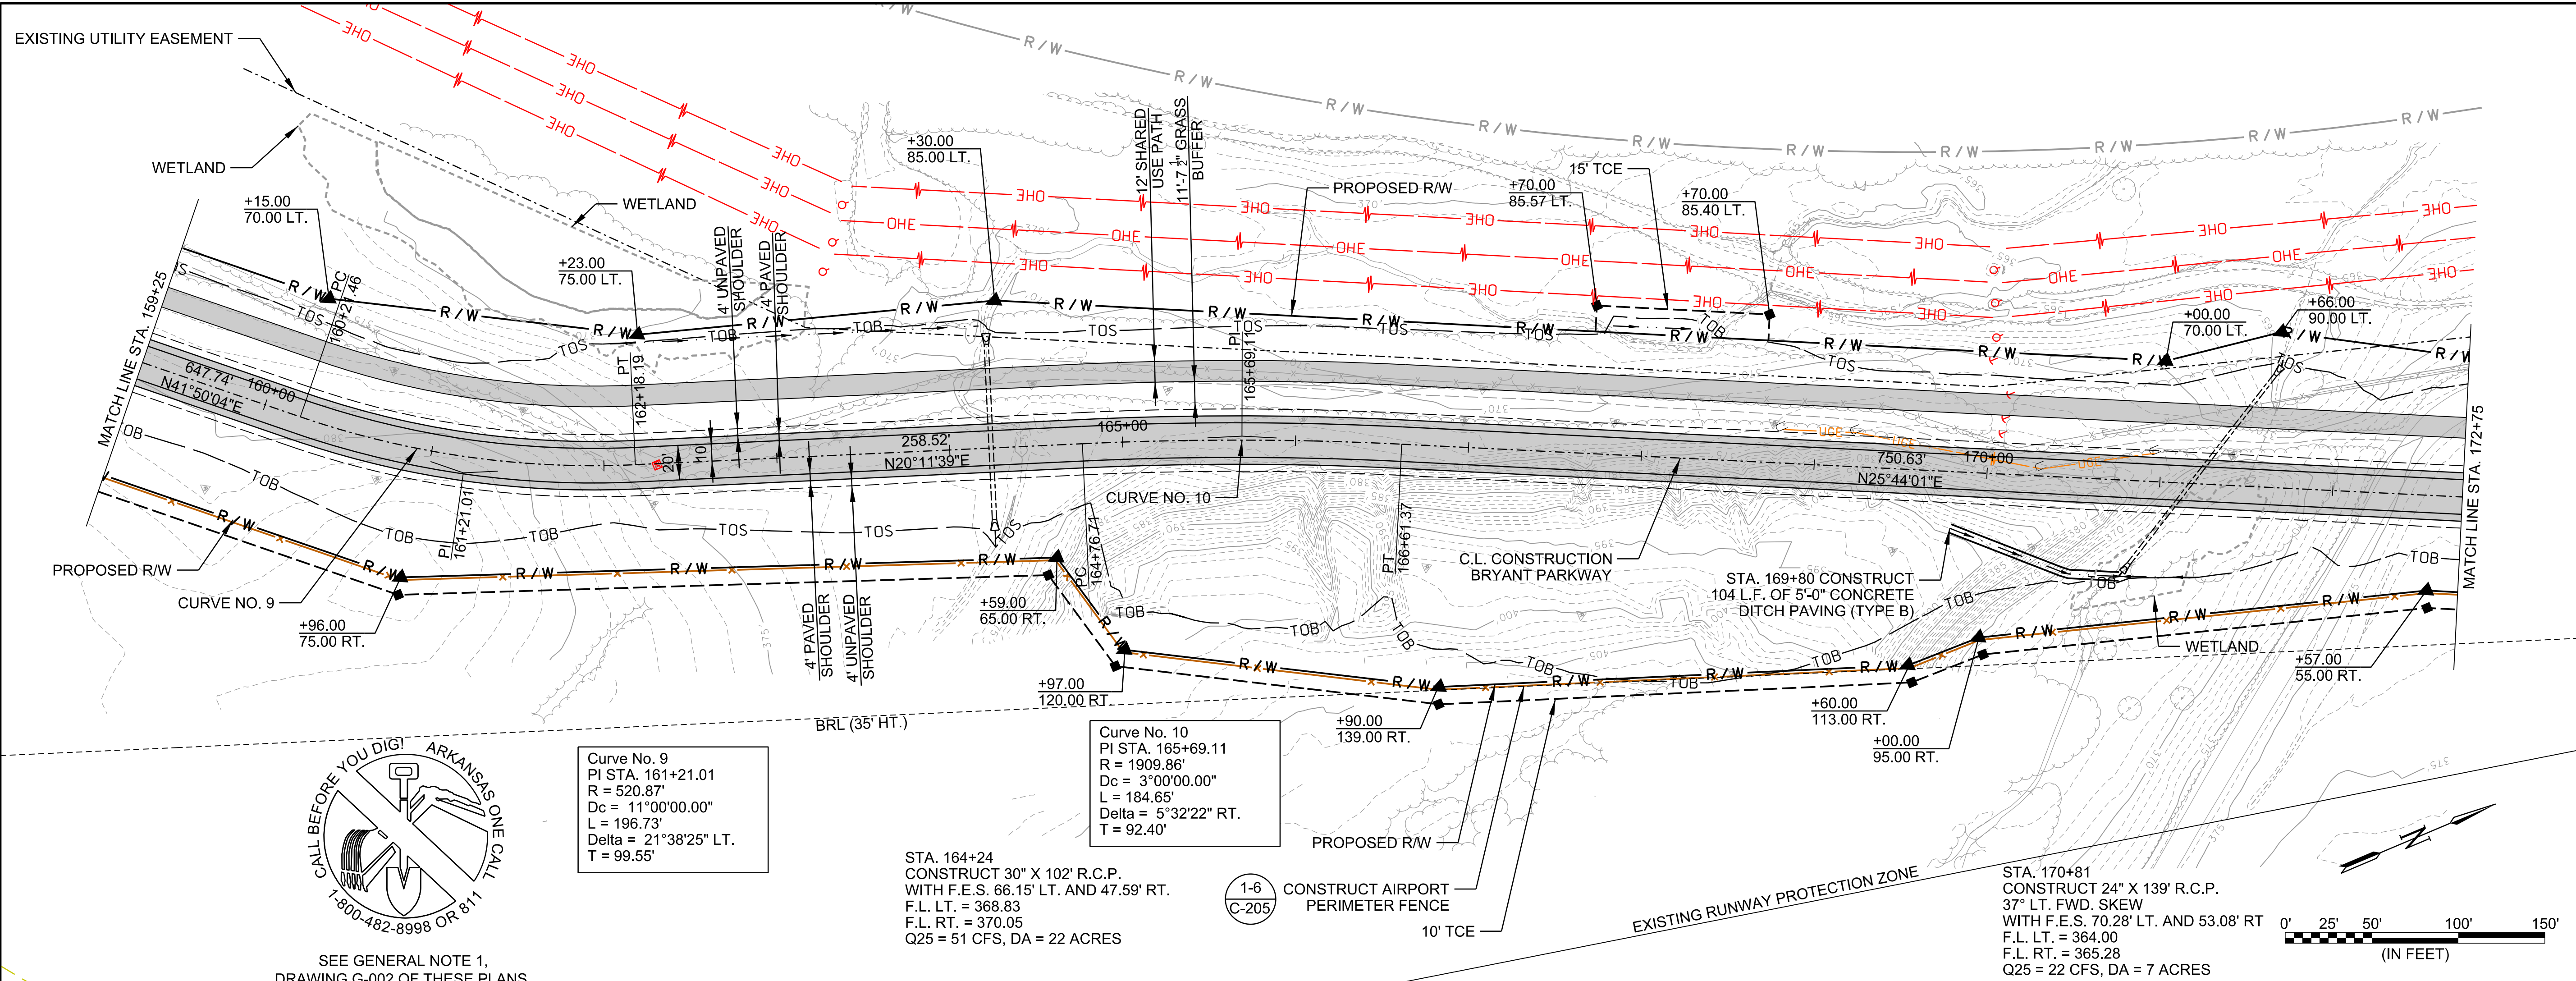 EXISTING UTILITY EASEMENT
WETLAND
WETLAND
+15.00
70.00 LT.
PC
160+21.46
+23.00
75.00 LT.
PT
162+18.19
4' UNPAVED
SHOULDER
4' PAVED
SHOULDER
+30.00
85.00 LT.
12' SHARED
USE PATH
11'-7 1/2" GRASS
BUFFER
PROPOSED R/W
+70.00
85.57 LT.
15' TCE
+70.00
85.40 LT.
+00.00
70.00 LT.
+66.00
90.00 LT.
PI
165+69.11
MATCH LINE STA. 159+25
647.74'
160+00
N41°50'04"E
20'
10'
258.52'
N20°11'39"E
165+00
750.63'
170+00
N25°44'01"E
MATCH LINE STA. 172+75
PI
161+21.01
PROPOSED R/W
CURVE NO. 9
+96.00
75.00 RT.
4' PAVED
SHOULDER
4' UNPAVED
SHOULDER
CURVE NO. 10
PC
164+76.71
PT
166+61.37
+59.00
65.00 RT.
+97.00
120.00 RT.
C.L. CONSTRUCTION
BRYANT PARKWAY
STA. 169+80 CONSTRUCT
104 L.F. OF 5'-0" CONCRETE
DITCH PAVING (TYPE B)
WETLAND
+90.00
139.00 RT.
+60.00
113.00 RT.
+00.00
95.00 RT.
+57.00
55.00 RT.
BRL (35' HT.)
CALL BEFORE YOU DIG!
ARKANSAS ONE CALL
1-800-482-8998 OR 811
SEE GENERAL NOTE 1,
DRAWING G-002 OF THESE PLANS
Curve No. 9
PI STA. 161+21.01
R = 520.87'
Dc = 11°00'00.00"
L = 196.73'
Delta = 21°38'25" LT.
T = 99.55'
Curve No. 10
PI STA. 165+69.11
R = 1909.86'
Dc = 3°00'00.00"
L = 184.65'
Delta = 5°32'22" RT.
T = 92.40'
STA. 164+24
CONSTRUCT 30" X 102' R.C.P.
WITH F.E.S. 66.15' LT. AND 47.59' RT.
F.L. LT. = 368.83
F.L. RT. = 370.05
Q25 = 51 CFS, DA = 22 ACRES
PROPOSED R/W
1-6
C-205
CONSTRUCT AIRPORT
PERIMETER FENCE
10' TCE
EXISTING RUNWAY PROTECTION ZONE
STA. 170+81
CONSTRUCT 24" X 139' R.C.P.
37° LT. FWD. SKEW
WITH F.E.S. 70.28' LT. AND 53.08' RT
F.L. LT. = 364.00
F.L. RT. = 365.28
Q25 = 22 CFS, DA = 7 ACRES
N
0' 25' 50' 100' 150'
(IN FEET)